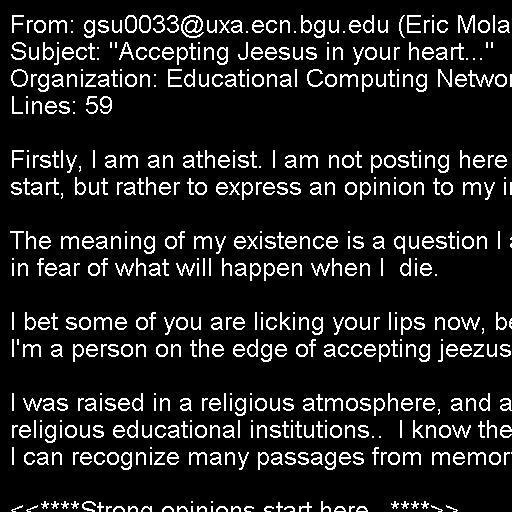 From: gsu0033@uxa.ecn.bgu.edu (Eric Mola
Subject: "Accepting Jeesus in your heart..."
Organization: Educational Computing Networ
Lines: 59
Firstly, I am an atheist. I am not posting here
start, but rather to express an opinion to my i
The meaning of my existence is a question I a
in fear of what will happen when I  die.
I bet some of you are licking your lips now, be
I'm a person on the edge of accepting jeezus
I was raised in a religious atmosphere, and a
religious educational institutions..  I know the
I can recognize many passages from memor
<<****Strong opinions start here...****>>